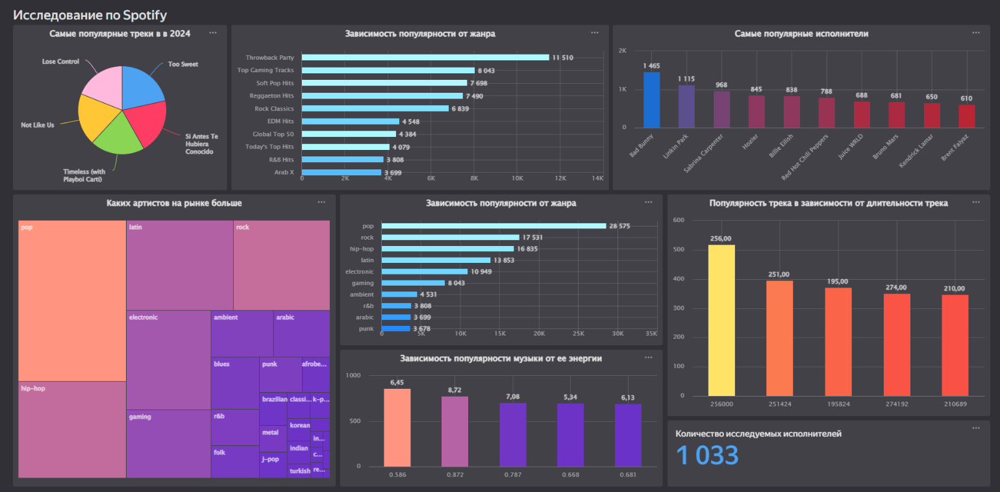 Исследование по Spotify
Самые популярные треки в в 2024
Lose Control
Too Sweet
Not Like Us
Si Antes Te
Hubiera
Conocido
Timeless (with
Playboi Carti)
Зависимость популярности от жанра
Throwback Party 11 510
Top Gaming Tracks 8 043
Soft Pop Hits 7 698
Reggaeton Hits 7 490
Rock Classics 6 839
EDM Hits 4 548
Global Top 50 4 384
Today's Top Hits 4 079
R&B Hits 3 808
Arab X 3 699
0 2K 4K 6K 8K 10K 12K 14K
Самые популярные исполнители
2K
1K
0
1 465 1 115 968 845 838 788 688 681 650 610
Bad Bunny
Linkin Park
Sabrina Carpenter
Hozier
Billie Eilish
Red Hot Chili Peppers
Juice WRLD
Bruno Mars
Kendrick Lamar
Brent Faiyaz
Каких артистов на рынке больше
pop
latin
rock
hip-hop
electronic
ambient
arabic
gaming
blues
punk
afrobe...
r&b
brazilian
classi...
k-p...
folk
metal
korean
in...
j-pop
indian
c...
turkish
re...
Зависимость популярности от жанра
pop 28 575
rock 17 531
hip-hop 16 835
latin 13 853
electronic 10 949
gaming 8 043
ambient 4 531
r&b 3 808
arabic 3 699
punk 3 678
0 5K 10K 15K 20K 25K 30K 35K
Зависимость популярности музыки от ее энергии
1000
500
0
6,45 8,72 7,08 5,34 6,13
0.586 0.872 0.787 0.668 0.681
Популярность трека в зависимости от длительности трека
600
500
400
300
200
100
0
256,00 251,00 195,00 274,00 210,00
256000 251424 195824 274192 210689
Количество исследуемых исполнителей
1 033